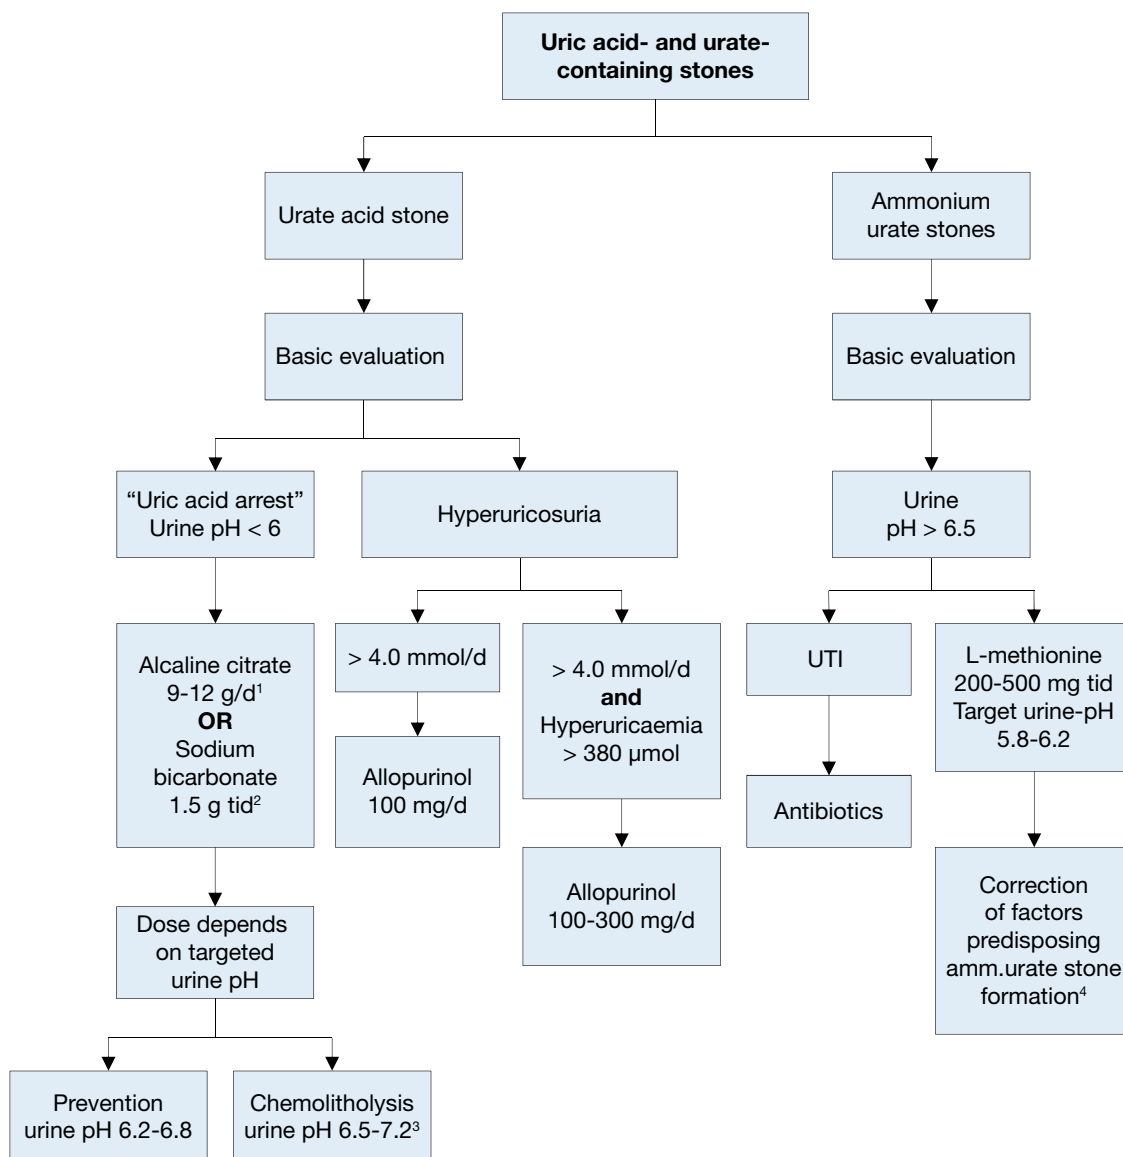 Uric acid- and urate-
containing stones
Urate acid stone
Ammonium
urate stones
Basic evaluation
Basic evaluation
“Uric acid arrest”
Urine pH < 6
Hyperuricosuria
Urine
pH > 6.5
Alcaline citrate
9-12 g/d¹
OR
Sodium
bicarbonate
1.5 g tid²
> 4.0 mmol/d
> 4.0 mmol/d
and
Hyperuricaemia
> 380 µmol
UTI
L-methionine
200-500 mg tid
Target urine-pH
5.8-6.2
Allopurinol
100 mg/d
Antibiotics
Allopurinol
100-300 mg/d
Correction
of factors
predisposing
amm.urate stone
formation⁴
Dose depends
on targeted
urine pH
Prevention
urine pH 6.2-6.8
Chemolitholysis
urine pH 6.5-7.2³